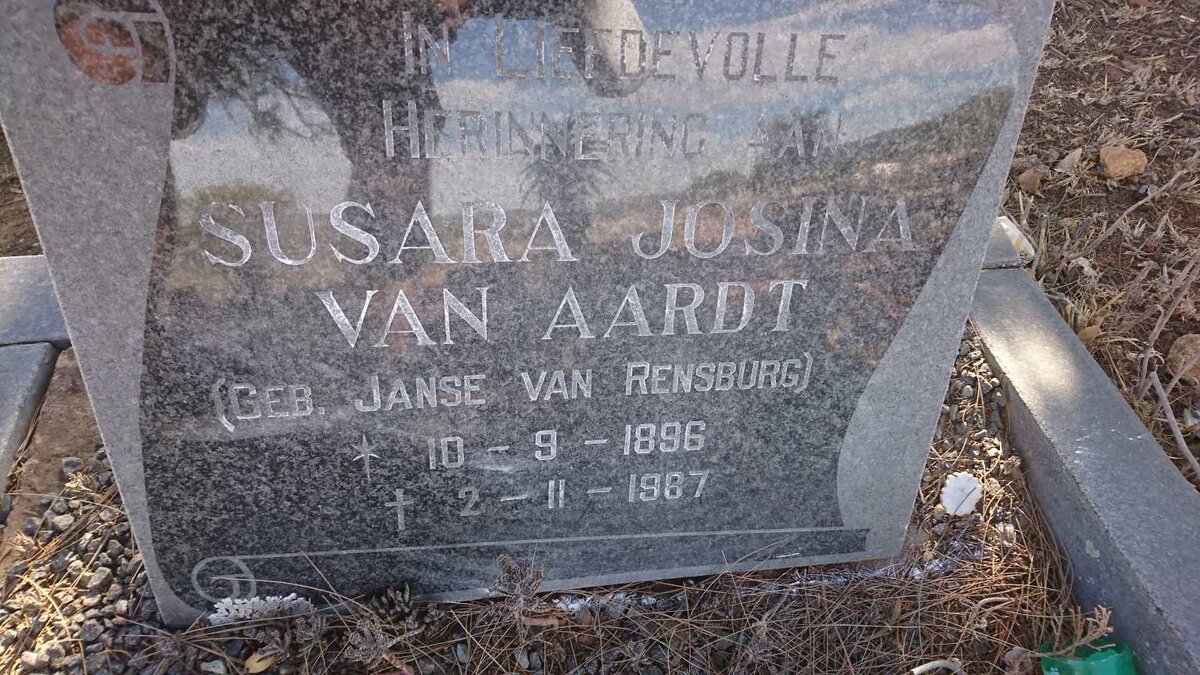 IN LIEFDEVOLLE
HERINNERING AAN
SUSARA JOSINA
VAN AARDT
(GEB. JANSE VAN RENSBURG)
* 10 - 9 - 1896
† 2 - 11 - 1987